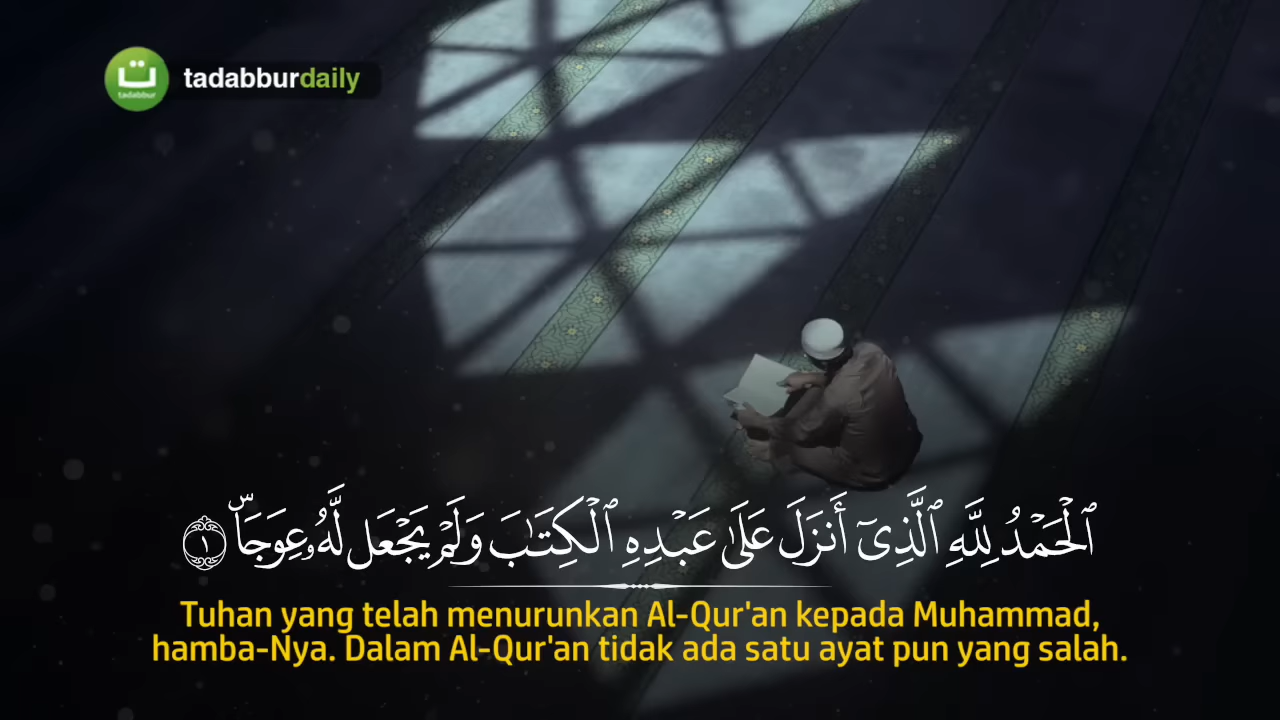 ت
tadabbur
tadabburdaily
ٱلْحَمْدُ لِلَّهِ ٱلَّذِىٓ أَنزَلَ عَلَىٰ عَبْدِهِ ٱلْكِتَـٰبَ وَلَمْ يَجْعَل لَّهُۥ عِوَجَاۜ ١
Tuhan yang telah menurunkan Al-Qur'an kepada Muhammad,
hamba-Nya. Dalam Al-Qur'an tidak ada satu ayat pun yang salah.